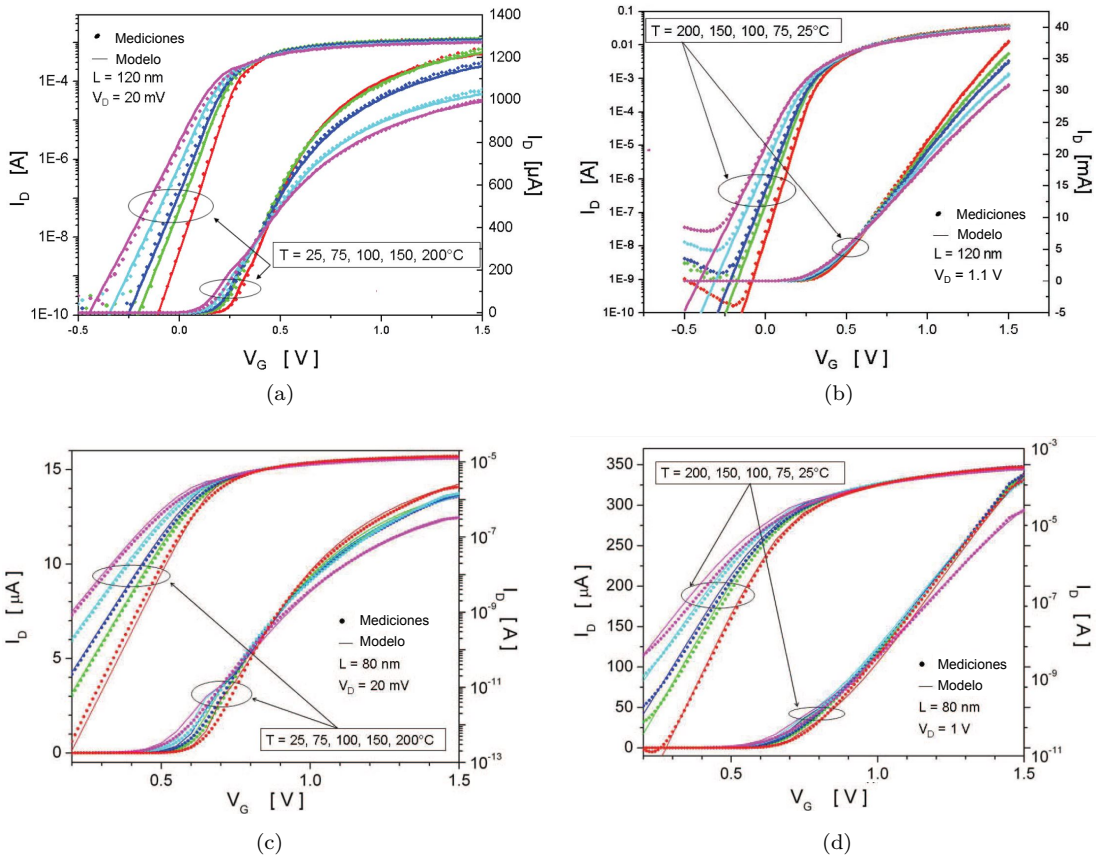 1400
1200
1000
800
600
400
200
0
1E-4
1E-6
1E-8
1E-10
-0.5
0.0
0.5
1.0
1.5
I_D [A]
I_D [µA]
V_G [ V ]
Mediciones
Modelo
L = 120 nm
V_D = 20 mV
T = 25, 75, 100, 150, 200°C
(a)
0.1
0.01
1E-3
1E-4
1E-5
1E-6
1E-7
1E-8
1E-9
1E-10
40
35
30
25
20
15
10
5
0
-5
-0.5
0.0
0.5
1.0
1.5
I_D [A]
I_D [mA]
V_G [ V ]
T = 200, 150, 100, 75, 25°C
Mediciones
Modelo
L = 120 nm
V_D = 1.1 V
(b)
15
10
5
0
10^-5
10^-7
10^-9
10^-11
10^-13
0.5
1.0
1.5
I_D [ µA ]
I_D [ A ]
V_G [ V ]
Mediciones
Modelo
L = 80 nm
V_D = 20 mV
T = 25, 75, 100, 150, 200°C
(c)
350
300
250
200
150
100
50
0
10^-3
10^-5
10^-7
10^-9
10^-11
0.5
1.0
1.5
I_D [ µA ]
I_D [ A ]
V_G [ V ]
T = 200, 150, 100, 75, 25°C
Mediciones
Modelo
L = 80 nm
V_D = 1 V
(d)